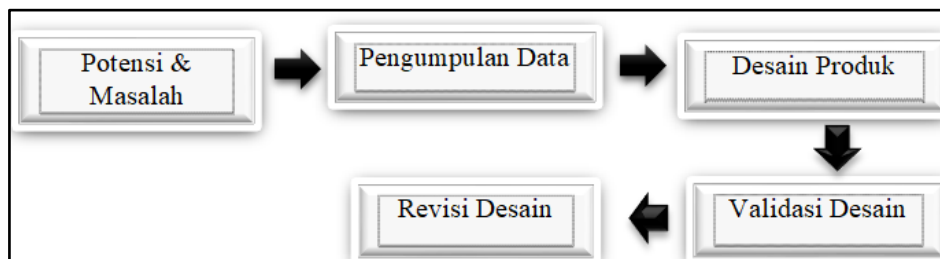 Potensi &
Masalah
Pengumpulan Data
Desain Produk
Validasi Desain
Revisi Desain